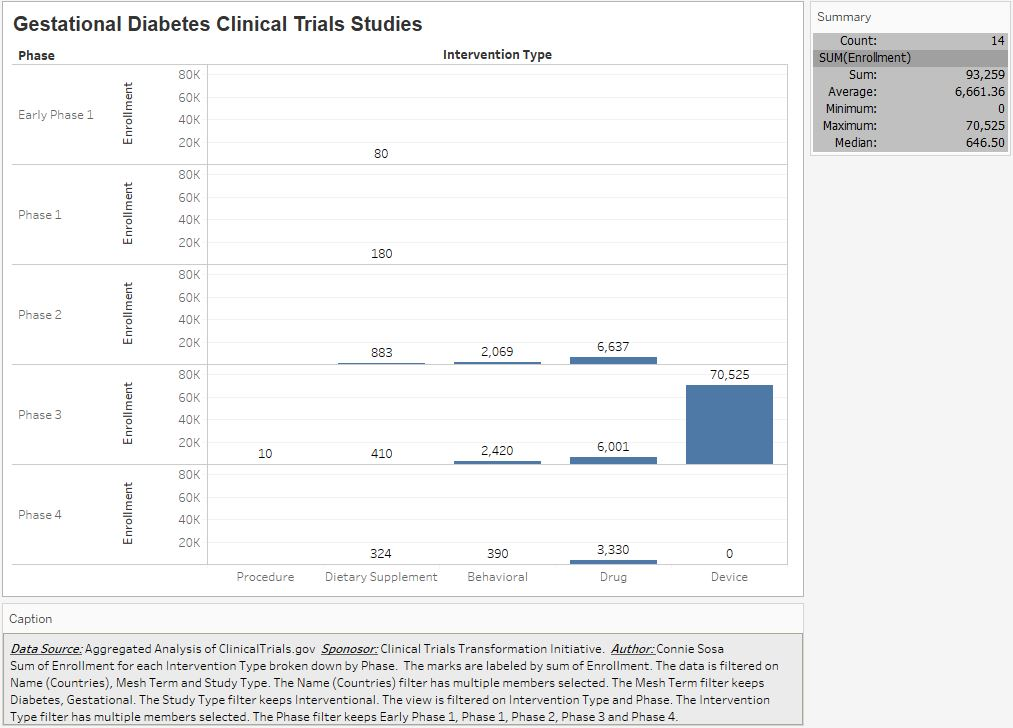 Gestational Diabetes Clinical Trials Studies
Phase
Intervention Type
Early Phase 1
Enrollment
80K
60K
40K
20K
80
Phase 1
Enrollment
80K
60K
40K
20K
180
Phase 2
Enrollment
80K
60K
40K
20K
883
2,069
6,637
Phase 3
Enrollment
80K
60K
40K
20K
10
410
2,420
6,001
70,525
Phase 4
Enrollment
80K
60K
40K
20K
324
390
3,330
0
Procedure
Dietary Supplement
Behavioral
Drug
Device
Summary
Count: 14
SUM(Enrollment)
Sum: 93,259
Average: 6,661.36
Minimum: 0
Maximum: 70,525
Median: 646.50
Caption
Data Source: Aggregated Analysis of ClinicalTrials.gov Sponosor: Clinical Trials Transformation Initiative. Author: Connie Sosa
Sum of Enrollment for each Intervention Type broken down by Phase. The marks are labeled by sum of Enrollment. The data is filtered on
Name (Countries), Mesh Term and Study Type. The Name (Countries) filter has multiple members selected. The Mesh Term filter keeps
Diabetes, Gestational. The Study Type filter keeps Interventional. The view is filtered on Intervention Type and Phase. The Intervention
Type filter has multiple members selected. The Phase filter keeps Early Phase 1, Phase 1, Phase 2, Phase 3 and Phase 4.